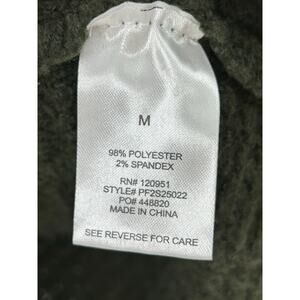 M
98% POLYESTER
2% SPANDEX
RN# 120951
STYLE# PF2S25022
PO# 448820
MADE IN CHINA
SEE REVERSE FOR CARE